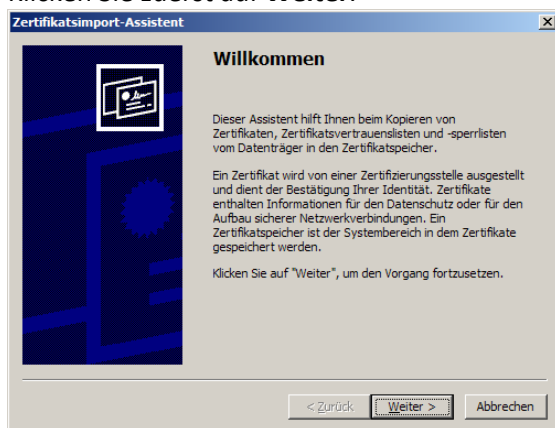 Klicken Sie zuerst auf Weiter.
Zertifikatsimport-Assistent
Willkommen
Dieser Assistent hilft Ihnen beim Kopieren von
Zertifikaten, Zertifikatsvertrauenslisten und -sperrlisten
vom Datenträger in den Zertifikatspeicher.
Ein Zertifikat wird von einer Zertifizierungsstelle ausgestellt
und dient der Bestätigung Ihrer Identität. Zertifikate
enthalten Informationen für den Datenschutz oder für den
Aufbau sicherer Netzwerkverbindungen. Ein
Zertifikatspeicher ist der Systembereich in dem Zertifikate
gespeichert werden.
Klicken Sie auf "Weiter", um den Vorgang fortzusetzen.
< Zurück Weiter > Abbrechen